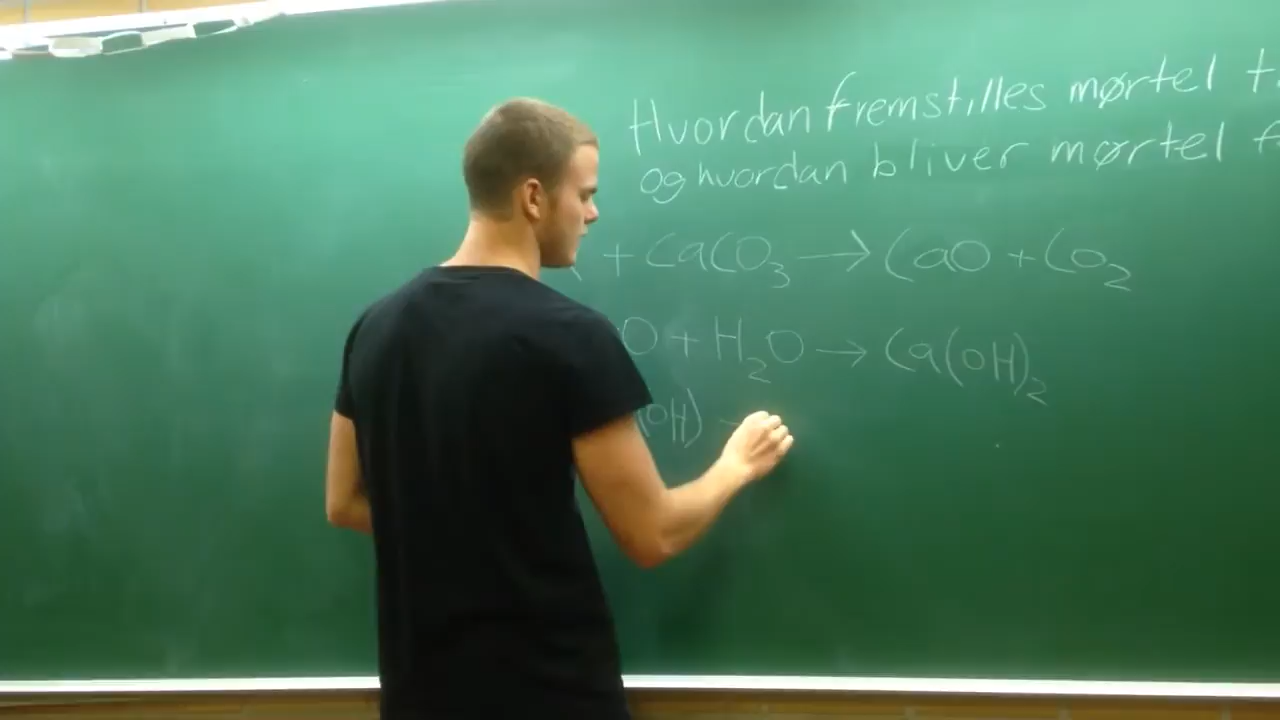 Hvordan fremstilles mørtel
og hvordan bliver mørtel
+ CaCO₃ → CaO + CO₂
O + H₂O → Ca(OH)₂
(OH)